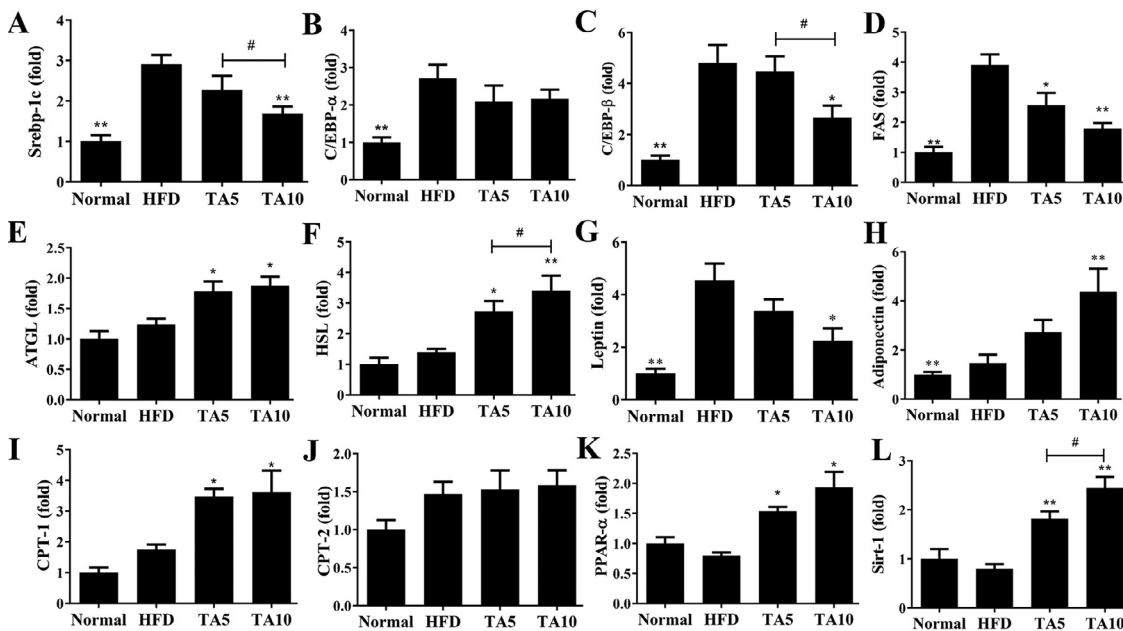 A
Srebp-1c (fold)
4
3
2
1
0
**
#
**
Normal HFD TA5 TA10
B
C/EBP-α (fold)
4
3
2
1
0
**
Normal HFD TA5 TA10
C
C/EBP-β (fold)
6
4
2
0
**
#
*
Normal HFD TA5 TA10
D
FAS (fold)
5
4
3
2
1
0
**
*
**
Normal HFD TA5 TA10
E
ATGL (fold)
2.0
1.5
1.0
0.5
0.0
*
*
Normal HFD TA5 TA10
F
HSL (fold)
5
4
3
2
1
0
#
*
**
Normal HFD TA5 TA10
G
Leptin (fold)
6
4
2
0
**
*
Normal HFD TA5 TA10
H
Adiponectin (fold)
6
4
2
0
**
**
Normal HFD TA5 TA10
I
CPT-1 (fold)
5
4
3
2
1
0
*
*
Normal HFD TA5 TA10
J
CPT-2 (fold)
2.0
1.5
1.0
0.5
0.0
Normal HFD TA5 TA10
K
PPAR-α (fold)
2.5
2.0
1.5
1.0
0.5
0.0
*
*
Normal HFD TA5 TA10
L
Sirt-1 (fold)
3
2
1
0
#
**
**
Normal HFD TA5 TA10